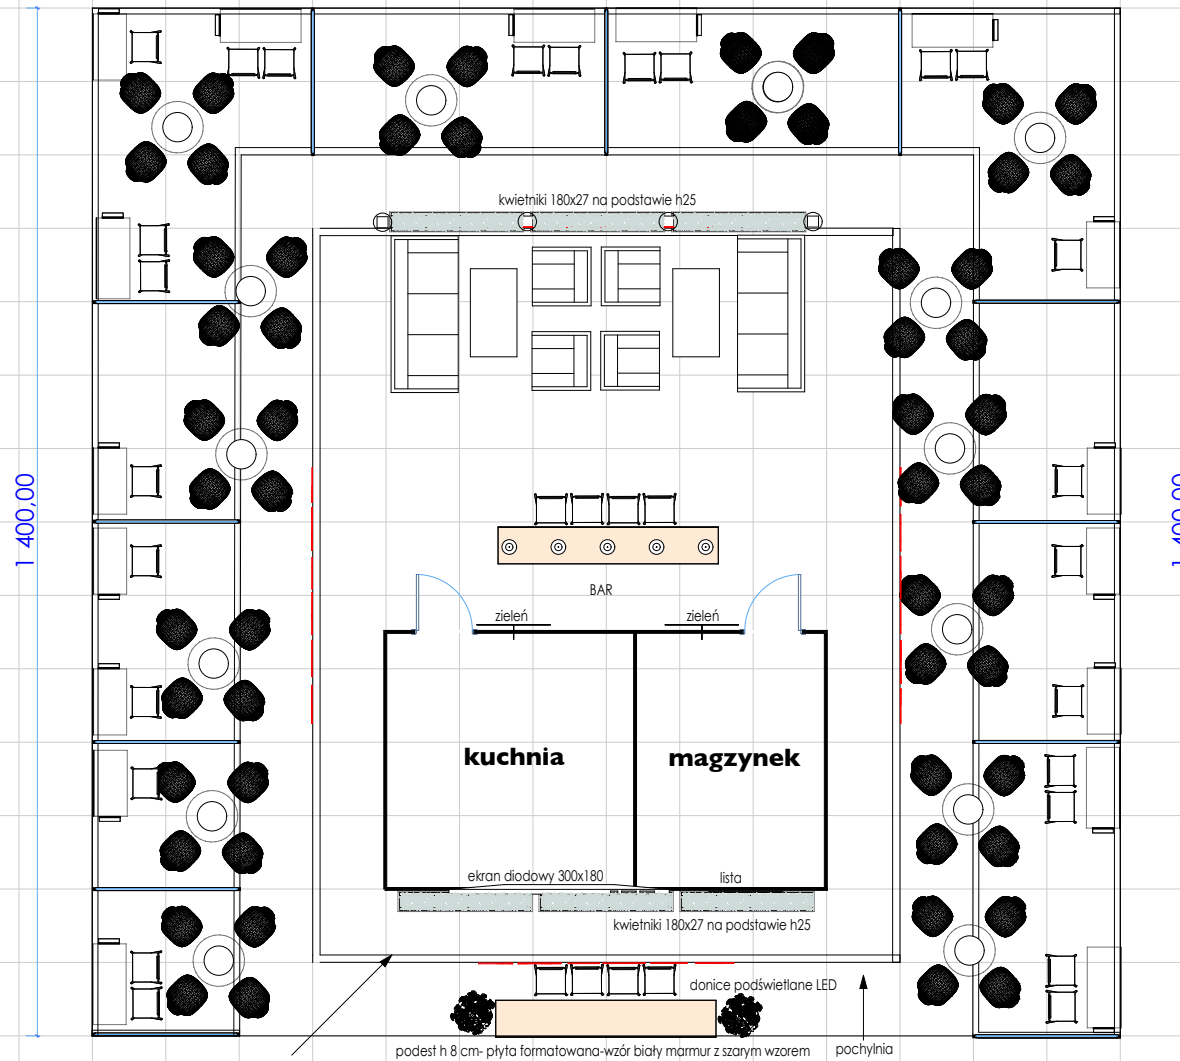 kwietniki 180x27 na podstawie h25
1 400,00
1 400,00
BAR
zieleń
zieleń
kuchnia
magzynek
ekran diodowy 300x180
lista
kwietniki 180x27 na podstawie h25
donice podświetlane LED
podest h 8 cm- płyta formatowana-wzór biały marmur z szarym wzorem
pochylnia